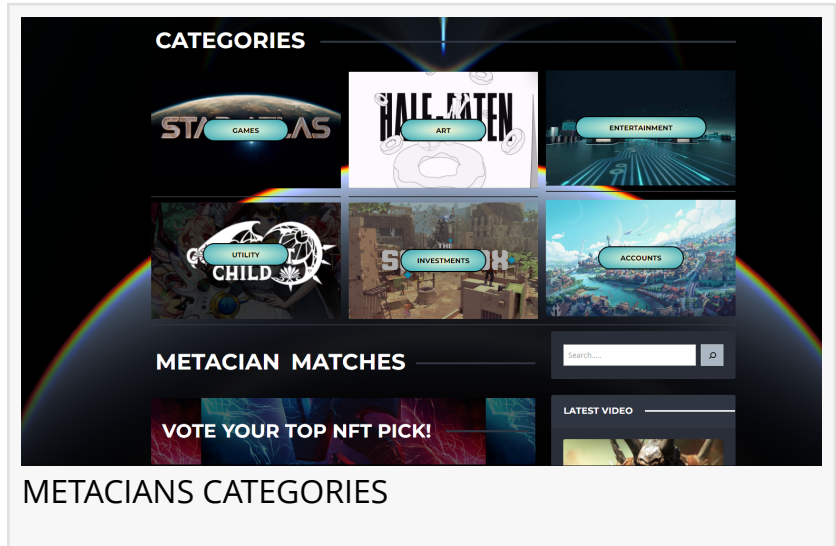 CATEGORIES
GAMES
ART
ENTERTAINMENT
UTILITY
CHILD
THE
INVESTMENTS
ACCOUNTS
METACIAN MATCHES
Search.....
VOTE YOUR TOP NFT PICK!
LATEST VIDEO
METACIANS CATEGORIES